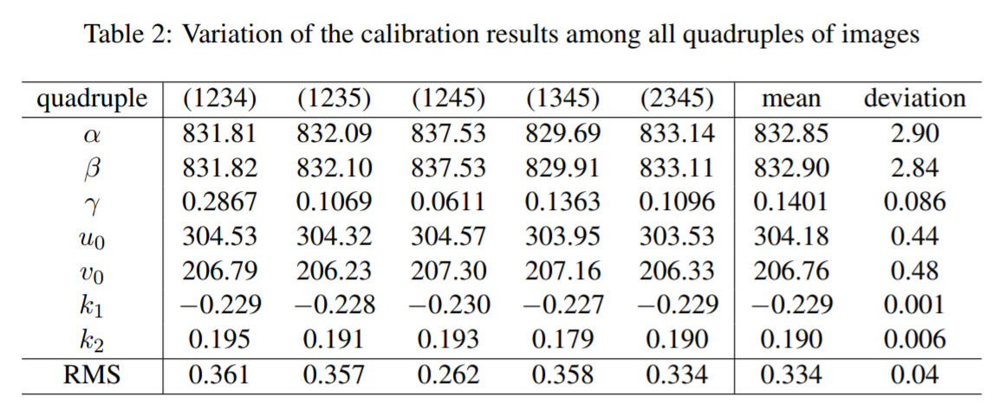 Table 2: Variation of the calibration results among all quadruples of images
quadruple (1234) (1235) (1245) (1345) (2345) mean deviation
α 831.81 832.09 837.53 829.69 833.14 832.85 2.90
β 831.82 832.10 837.53 829.91 833.11 832.90 2.84
γ 0.2867 0.1069 0.0611 0.1363 0.1096 0.1401 0.086
u₀ 304.53 304.32 304.57 303.95 303.53 304.18 0.44
v₀ 206.79 206.23 207.30 207.16 206.33 206.76 0.48
k₁ −0.229 −0.228 −0.230 −0.227 −0.229 −0.229 0.001
k₂ 0.195 0.191 0.193 0.179 0.190 0.190 0.006
RMS 0.361 0.357 0.262 0.358 0.334 0.334 0.04